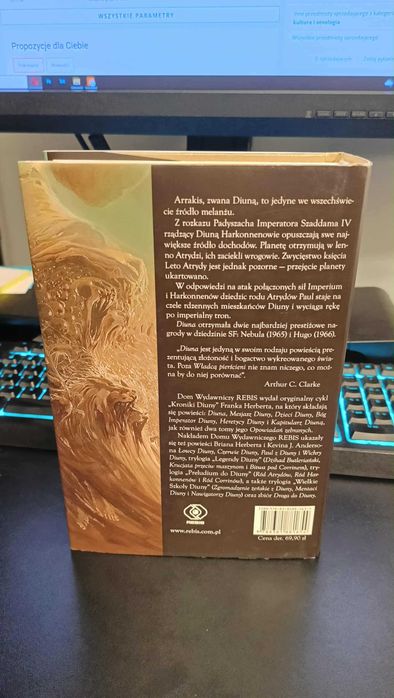 WSZYSTKIE PARAMETRY
Propozycje dla Ciebie
kultura i etnologia
Arrakis, zwana Diuną, to jedyne we wszechświe-
cie źródło melanżu.
Z rozkazu Padyszacha Imperatora Szaddama IV
rządzący Diuną Harkonnenowie opuszczają swe naj-
większe źródło dochodów. Planetę otrzymują w len-
no Atrydzi, ich zaciekli wrogowie. Zwycięstwo księcia
Leto Atrydy jest jednak pozorne — przejęcie planety
ukartowano.
W odpowiedzi na atak połączonych sił Imperium
i Harkonnenów dziedzic rodu Atrydów Paul staje na
czele rdzennych mieszkańców Diuny i wyciąga rękę
po imperialny tron.
Diuna otrzymała dwie najbardziej prestiżowe na-
grody w dziedzinie SF: Nebula (1965) i Hugo (1966).
„Diuna jest jedyną w swoim rodzaju powieścią pre-
zentującą złożoność i bogactwo wykreowanego świa-
ta. Poza Władcą pierścieni nie znam niczego, co moż-
na by do niej porównać”.
Arthur C. Clarke
Dom Wydawniczy REBIS wydał oryginalny cykl
„Kroniki Diuny” Franka Herberta, na który składają
się powieści: Diuna, Mesjasz Diuny, Dzieci Diuny, Bóg
Imperator Diuny, Heretycy Diuny i Kapitularz Diuną,
jak również dwa tomy jego Opowiadań zebranych.
Nakładem Domu Wydawniczego REBIS ukazały
się też powieści Briana Herberta i Kevina J. Anderso-
na Łowcy Diuny, Czerwie Diuny, Paul z Diuny i Wichry
Diuny, trylogia „Legendy Diuny” (Dżihad Butleriański,
Krucjata przeciw maszynom i Bitwa pod Corrinem), try-
logia „Preludium do Diuny” (Ród Atrydów, Ród Har-
konnenów i Ród Corrinów), a także trylogia „Wielkie
Szkoły Diuny” (Zgromadzenie żeńskie z Diuny, Mentaci
Diuny i Nawigatorzy Diuny) oraz zbiór Droga do Diuny.
REBIS
www.rebis.com.pl
Cena det. 69,90 zł